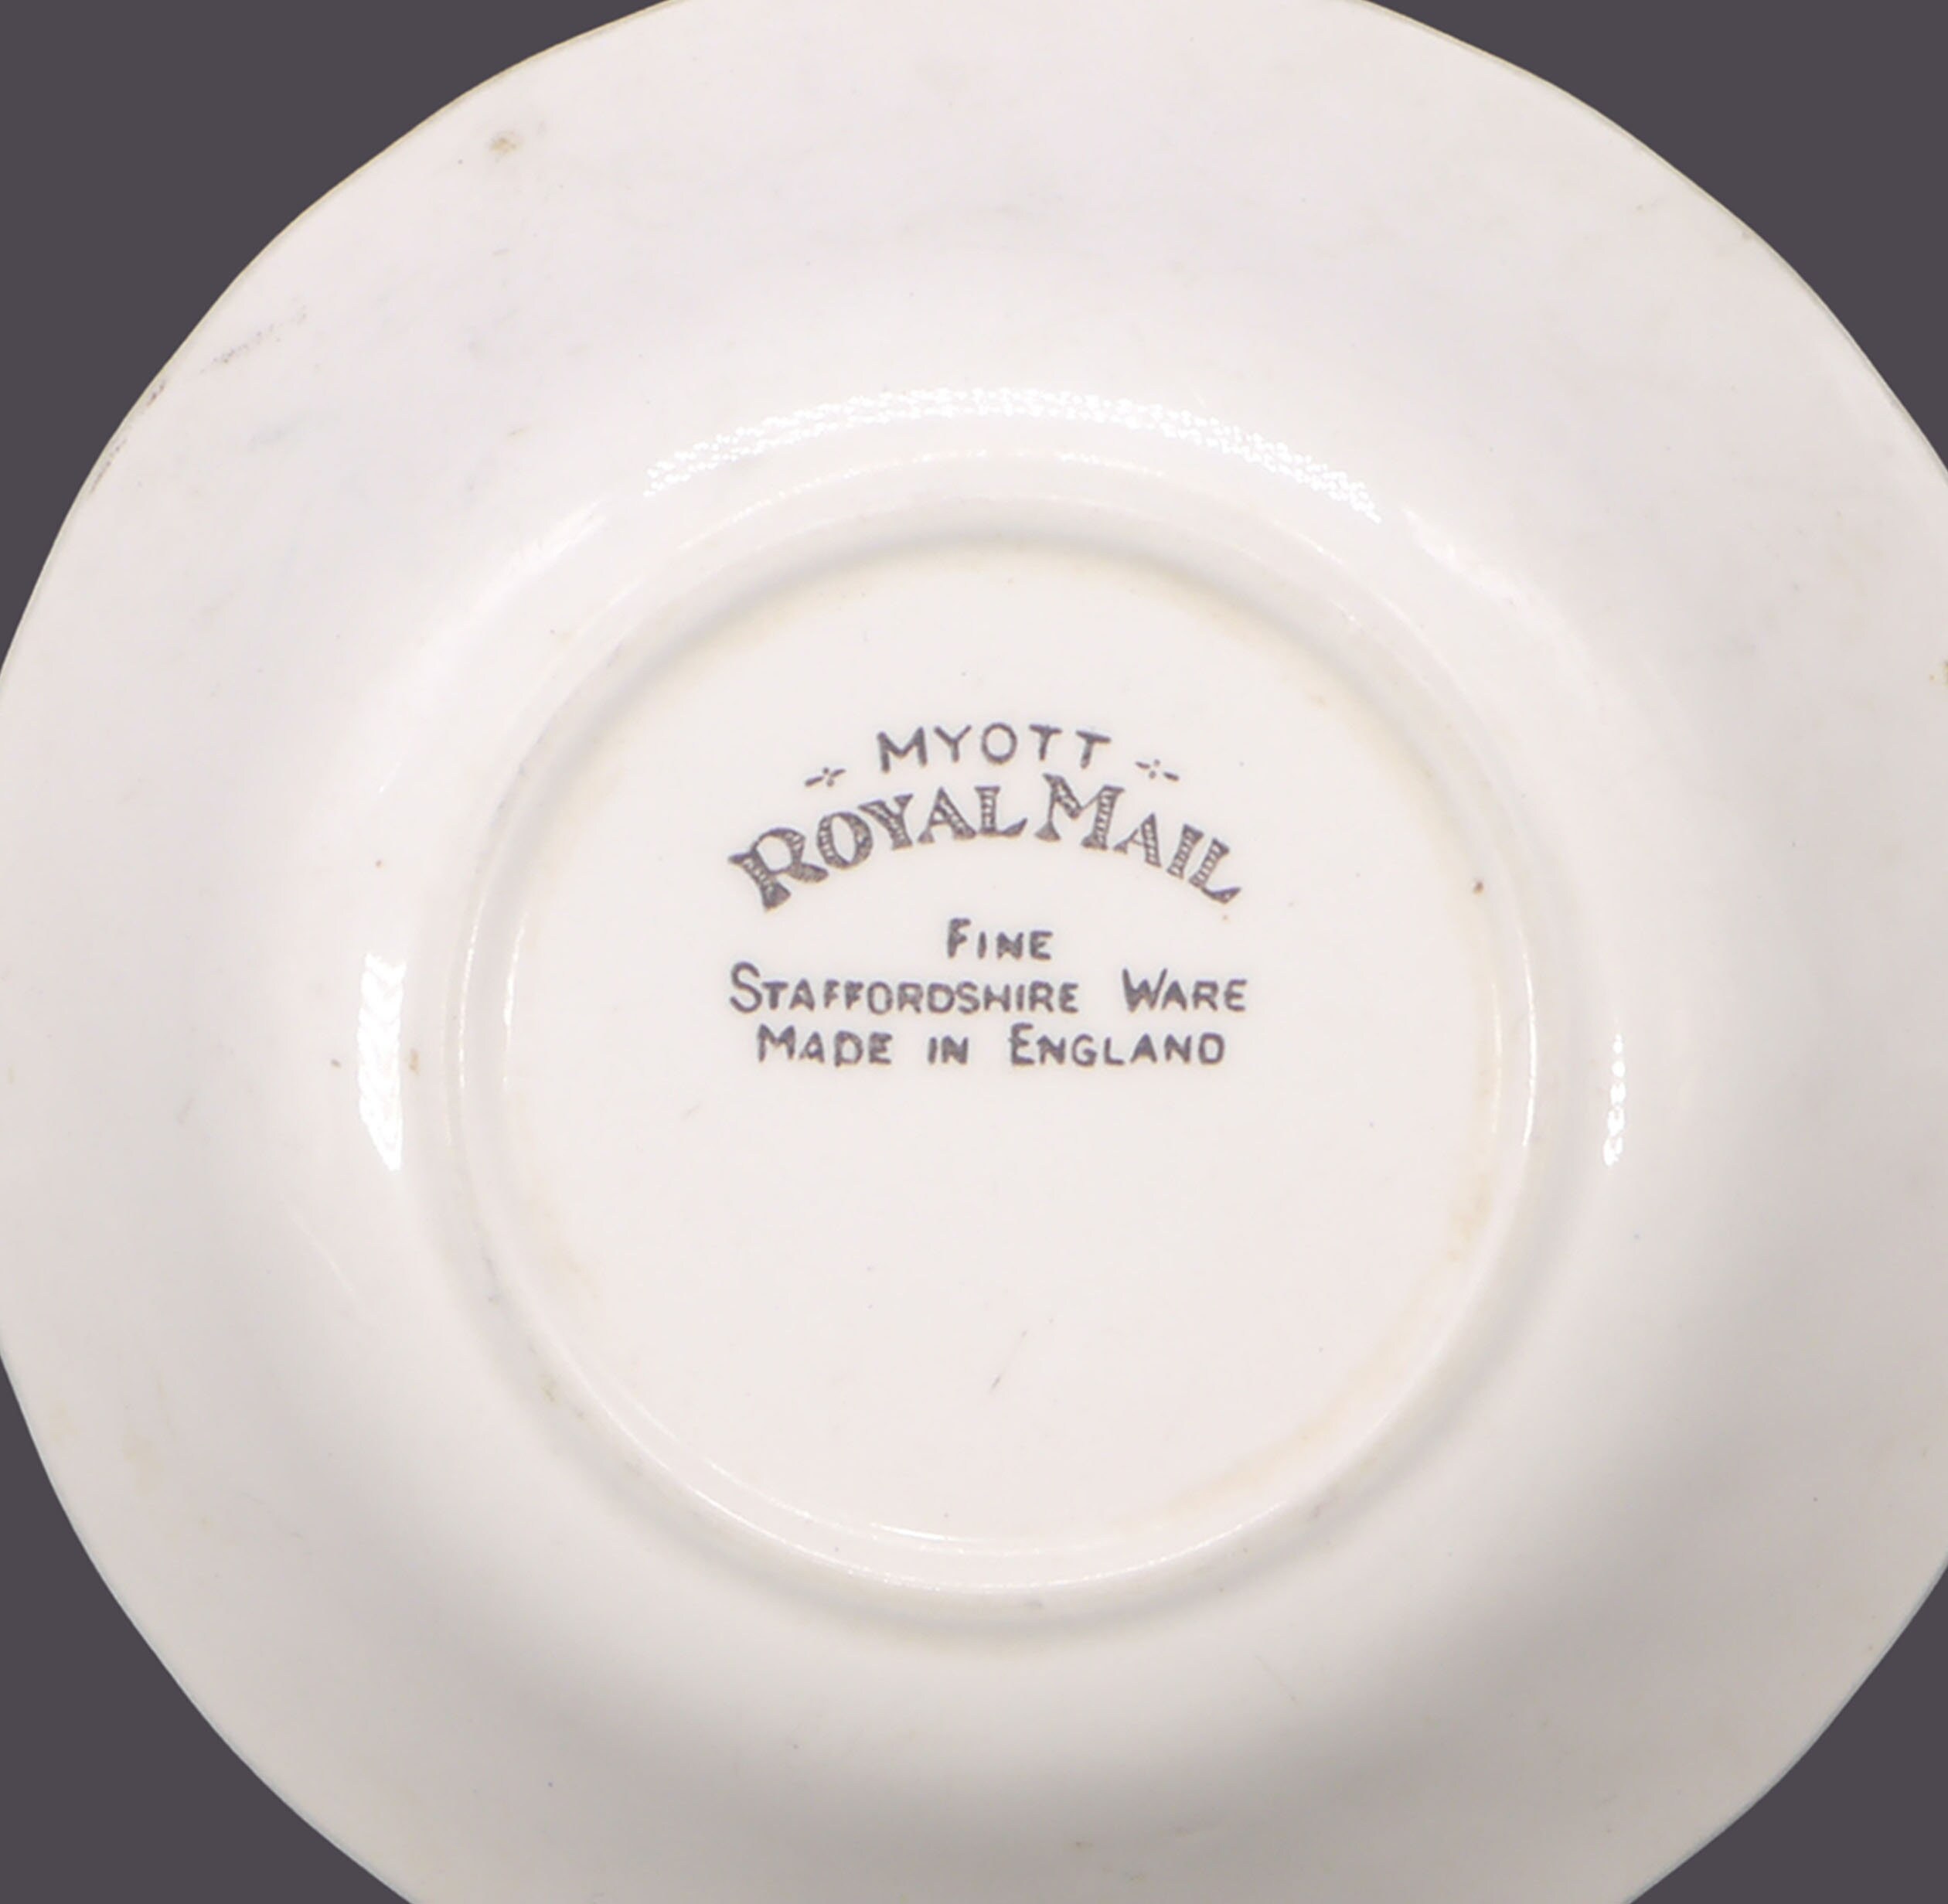 MYOTT
ROYAL MAIL
FINE
STAFFORDSHIRE WARE
MADE IN ENGLAND